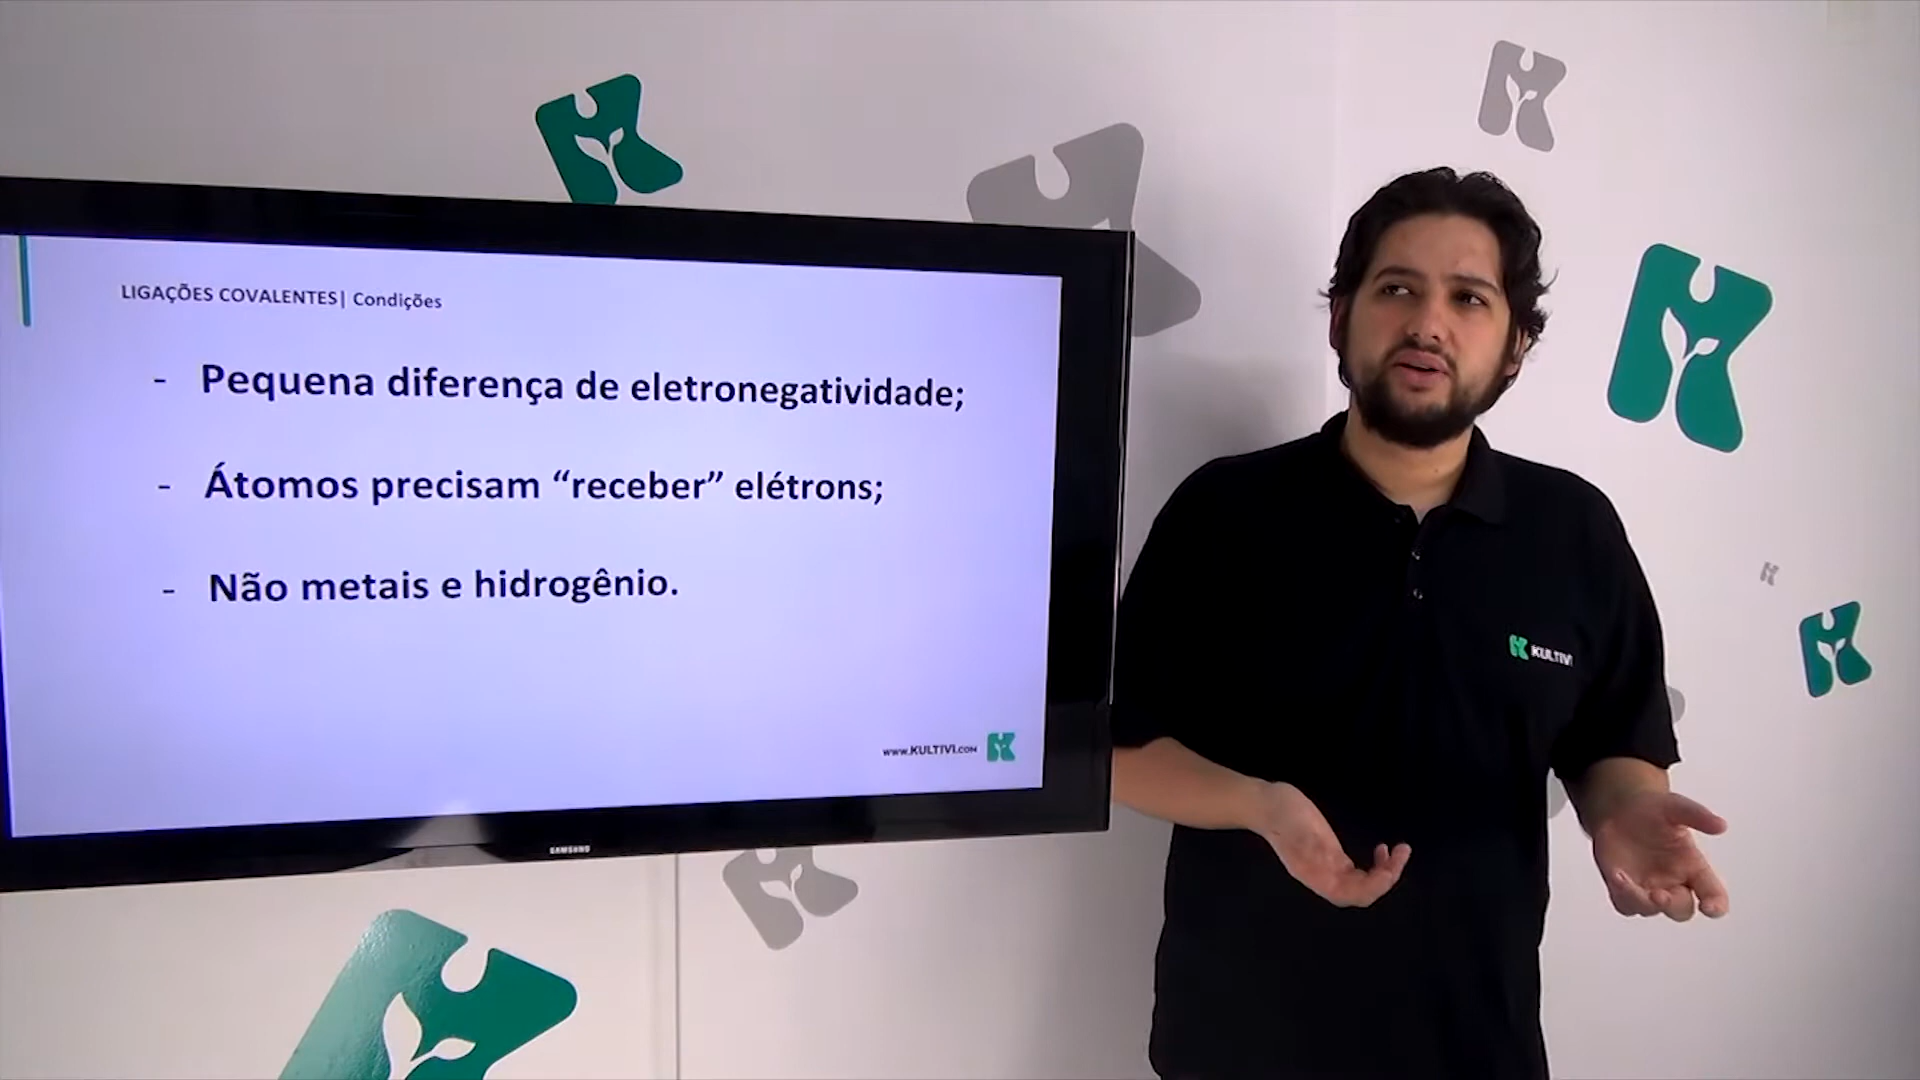 LIGAÇÕES COVALENTES| Condições
- Pequena diferença de eletronegatividade;
- Átomos precisam “receber” elétrons;
- Não metais e hidrogênio.
www.KULTIVI.COM
SAMSUNG
KULTIVI